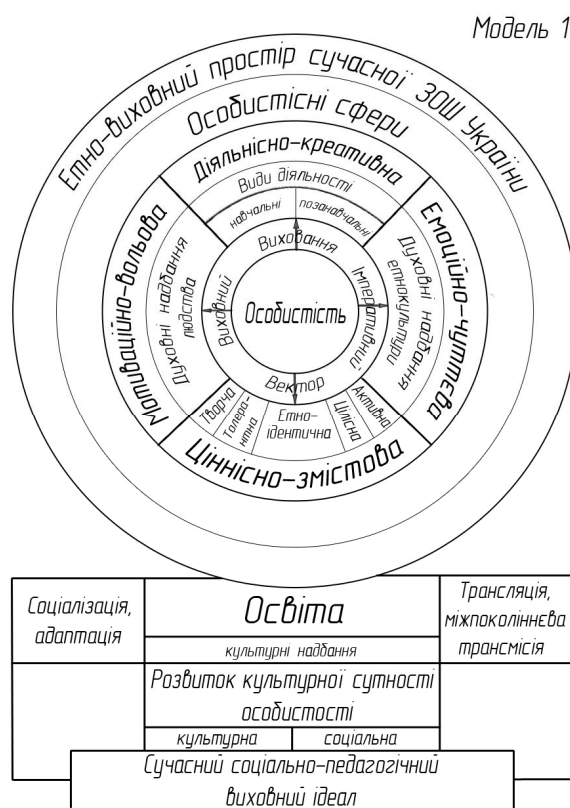 Модель 1
Етно-виховний простір сучасної ЗОШ України
Особистісні сфери
Діяльнісно-креативна
Види діяльності
навчальні
позанавчальні
Виховання
Мотиваційно-вольова
Духовні надбання
людства
Виховний
Особистість
Імперативний
Духовні надбання
етнокультури
Емоційно-чуттєва
Вектор
Творча
Толера-
нтна
Етно-
ідентична
Цілісна
Активна
Ціннісно-змістова
Соціалізація,
адаптація
Освіта
культурні надбання
Трансляція,
міжпоколіннєва
трансмісія
Розвиток культурної сутності
особистості
культурна
соціальна
Сучасний соціально-педагогічний
виховний ідеал